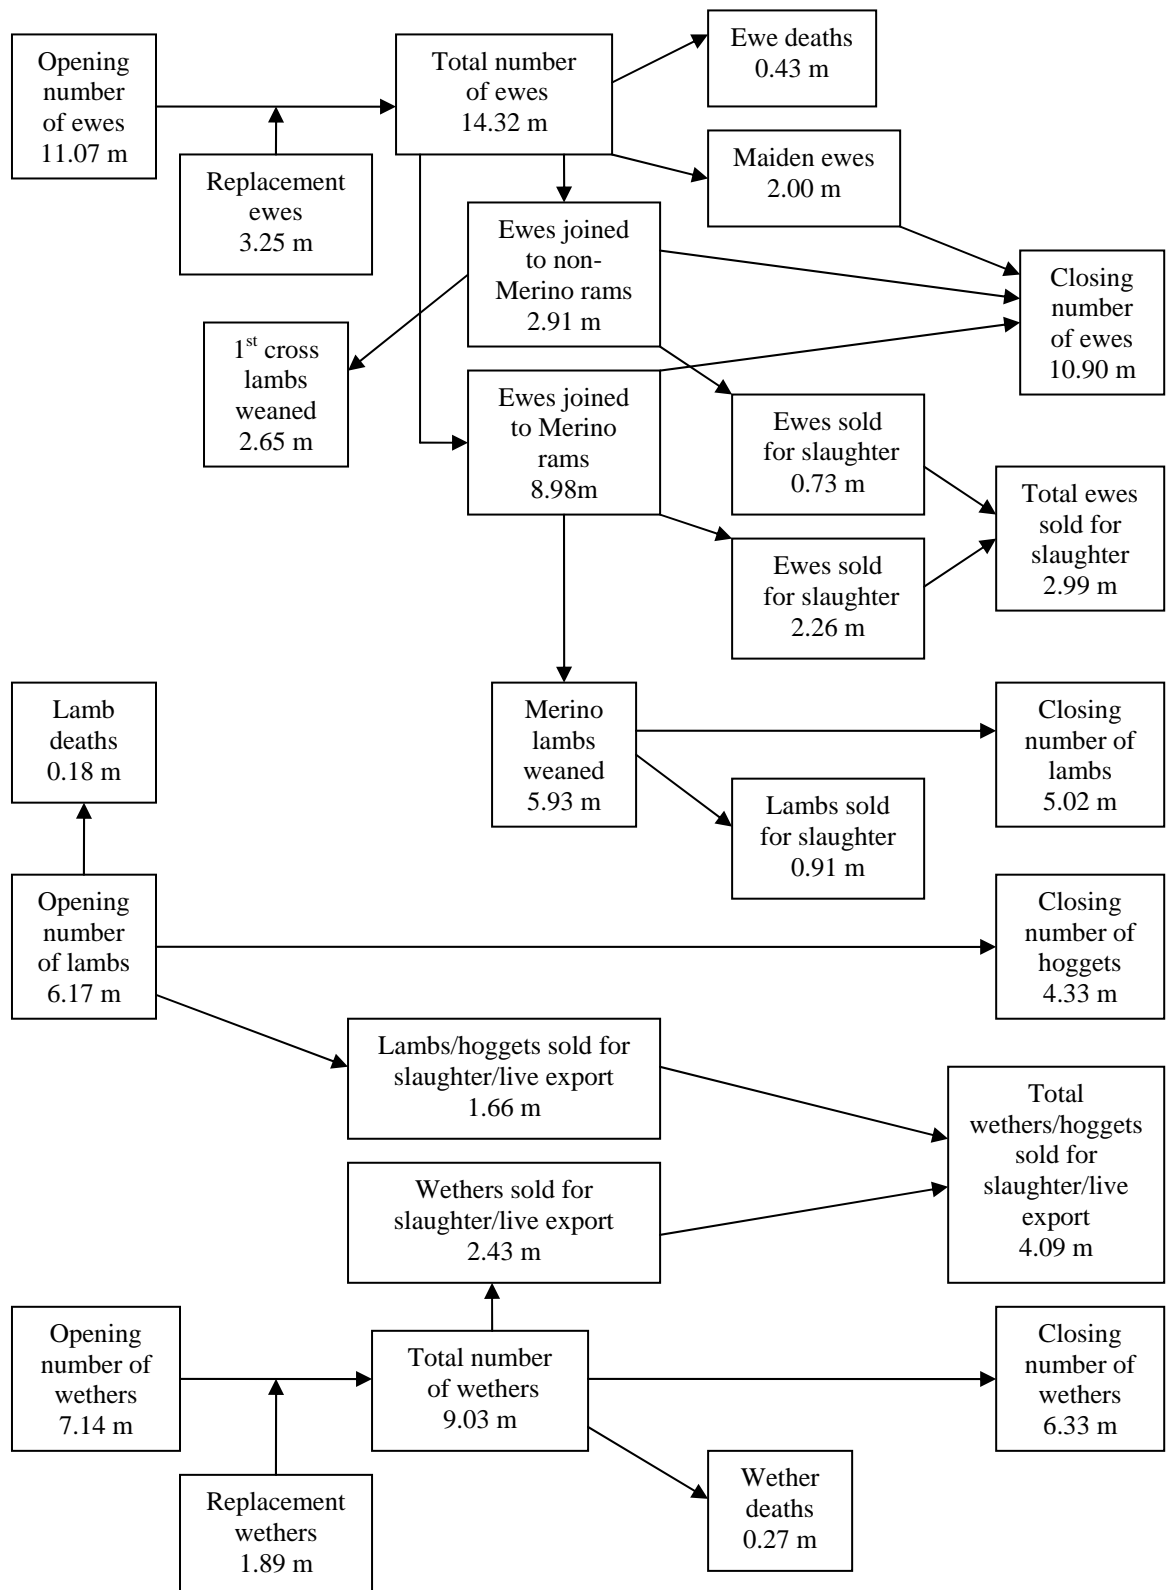 Opening
number
of ewes
11.07 m
Total number
of ewes
14.32 m
Ewe deaths
0.43 m
Replacement
ewes
3.25 m
Maiden ewes
2.00 m
Ewes joined
to non-
Merino rams
2.91 m
Closing
number
of ewes
10.90 m
1st cross
lambs
weaned
2.65 m
Ewes joined
to Merino
rams
8.98m
Ewes sold
for slaughter
0.73 m
Total ewes
sold for
slaughter
2.99 m
Ewes sold
for slaughter
2.26 m
Lamb
deaths
0.18 m
Merino
lambs
weaned
5.93 m
Closing
number of
lambs
5.02 m
Lambs sold
for slaughter
0.91 m
Opening
number
of lambs
6.17 m
Closing
number of
hoggets
4.33 m
Lambs/hoggets sold for
slaughter/live export
1.66 m
Total
wethers/hoggets
sold for
slaughter/live
export
4.09 m
Wethers sold for
slaughter/live export
2.43 m
Opening
number of
wethers
7.14 m
Total number
of wethers
9.03 m
Closing
number of
wethers
6.33 m
Replacement
wethers
1.89 m
Wether
deaths
0.27 m